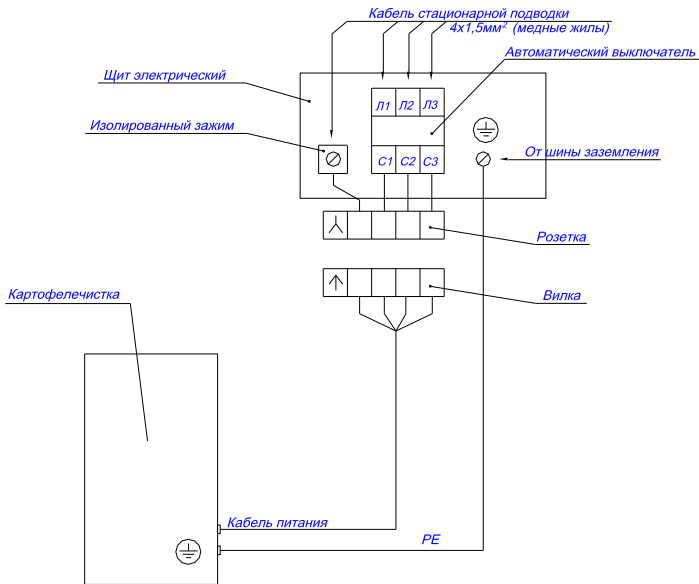 Кабель стационарной подводки
4х1,5мм² (медные жилы)
Автоматический выключатель
Щит электрический
Л1 Л2 Л3
Изолированный зажим
С1 С2 С3
От шины заземления
Розетка
Картофелечистка
Вилка
Кабель питания
PE